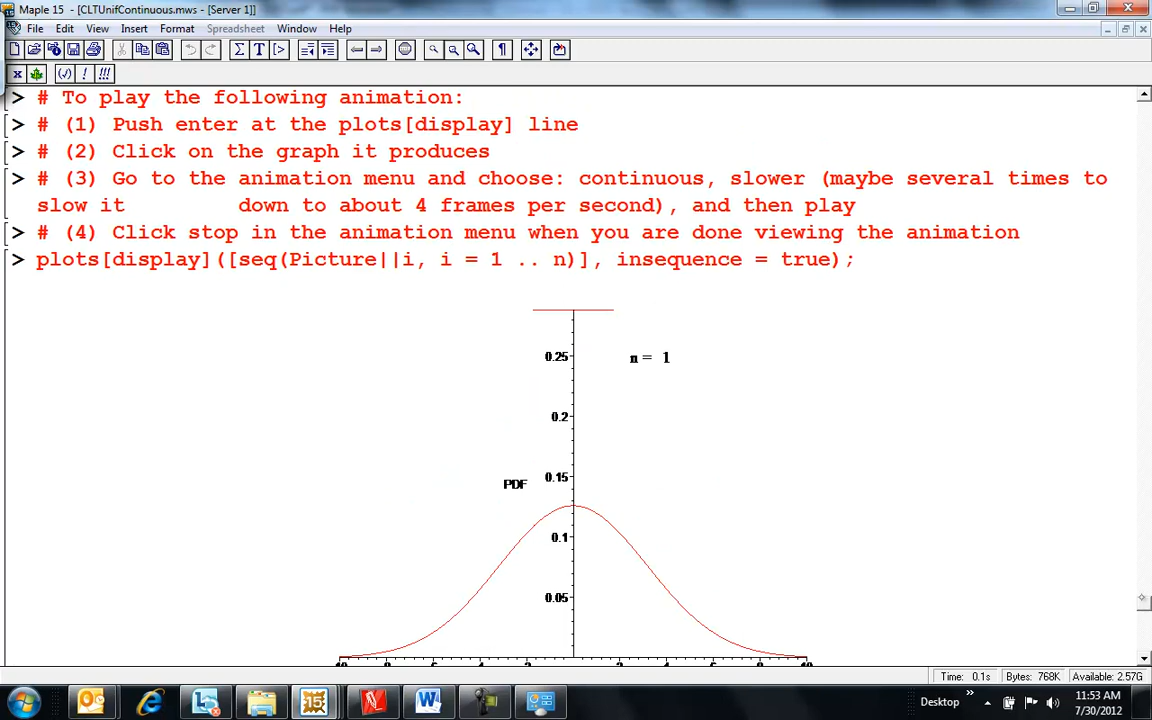 Maple 15 - [CLTUnifContinuous.mws - [Server 1]]
File Edit View Insert Format Spreadsheet Window Help
> # To play the following animation:
> # (1) Push enter at the plots[display] line
> # (2) Click on the graph it produces
> # (3) Go to the animation menu and choose: continuous, slower (maybe several times to
slow it down to about 4 frames per second), and then play
> # (4) Click stop in the animation menu when you are done viewing the animation
> plots[display]([seq(Picture||i, i = 1 .. n)], insequence = true);
0.25
n = 1
0.2
0.15
PDF
0.1
0.05
Time: 0.1s Bytes: 768K Available: 2.57G
Desktop
11:53 AM
7/30/2012